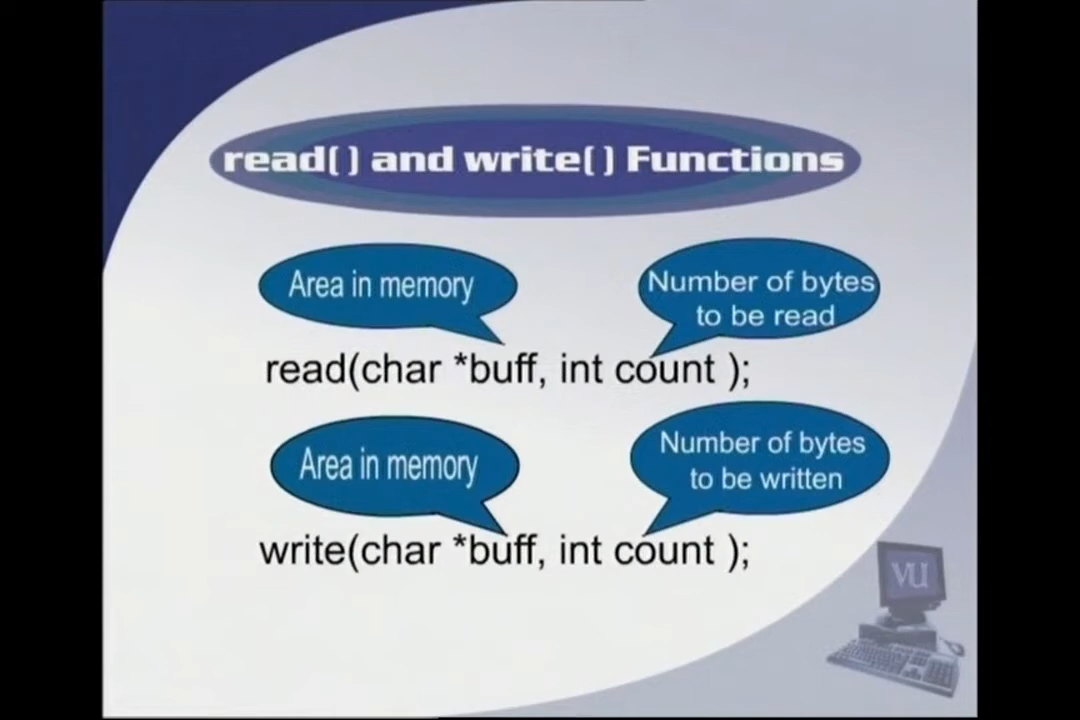 read( ) and write( ) Functions
Area in memory
Number of bytes
to be read
read(char *buff, int count );
Area in memory
Number of bytes
to be written
write(char *buff, int count );
VU